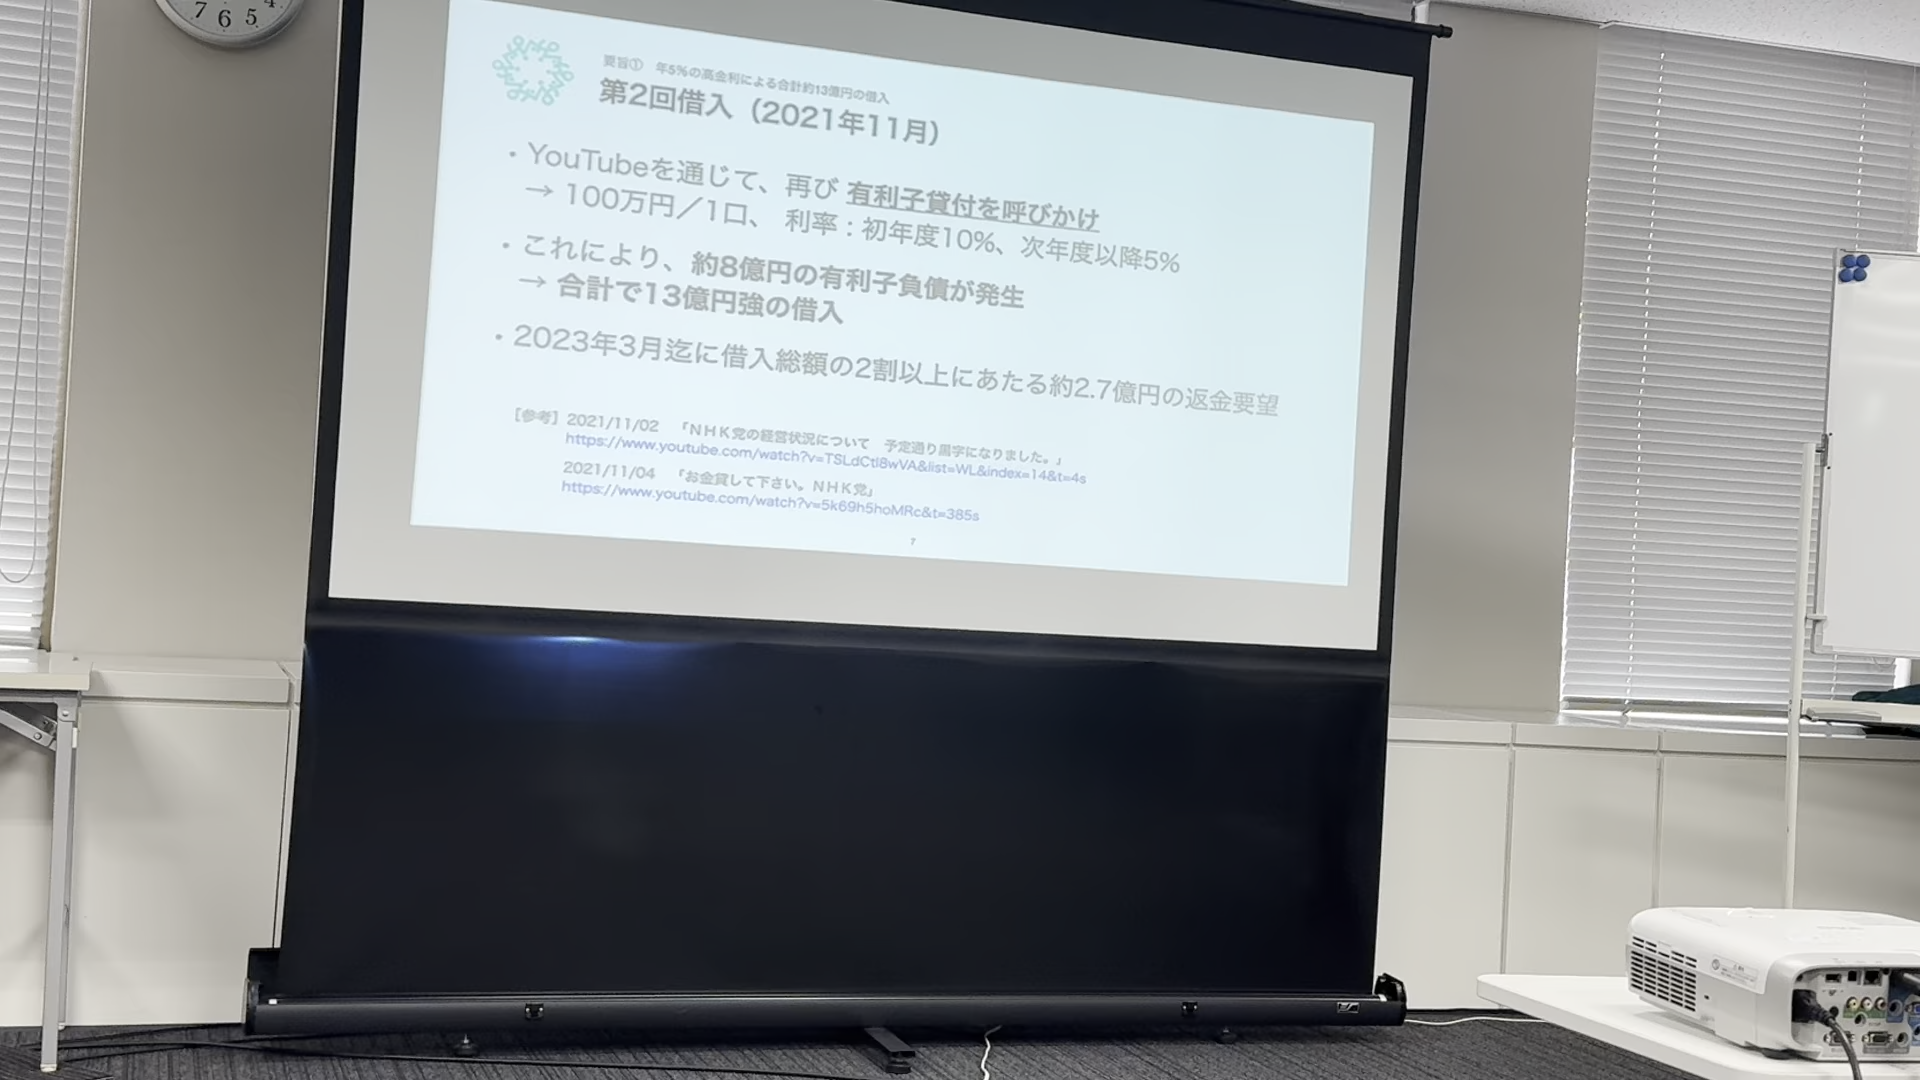 7 6 5 4
要旨① 年5%の高金利による合計約13億円の借入
第2回借入（2021年11月）
・YouTubeを通じて、再び 有利子貸付を呼びかけ
→ 100万円／1口、 利率：初年度10%、次年度以降5%
・これにより、約8億円の有利子負債が発生
→ 合計で13億円強の借入
・2023年3月迄に借入総額の2割以上にあたる約2.7億円の返金要望
［参考］2021/11/02 「ＮＨＫ党の経営状況について 予定通り黒字になりました。」
https://www.youtube.com/watch?v=TSLdCtI8wVA&list=WL&index=14&t=4s
2021/11/04 「お金貸して下さい。ＮＨＫ党」
https://www.youtube.com/watch?v=5k69h5hoMRc&t=385s
7